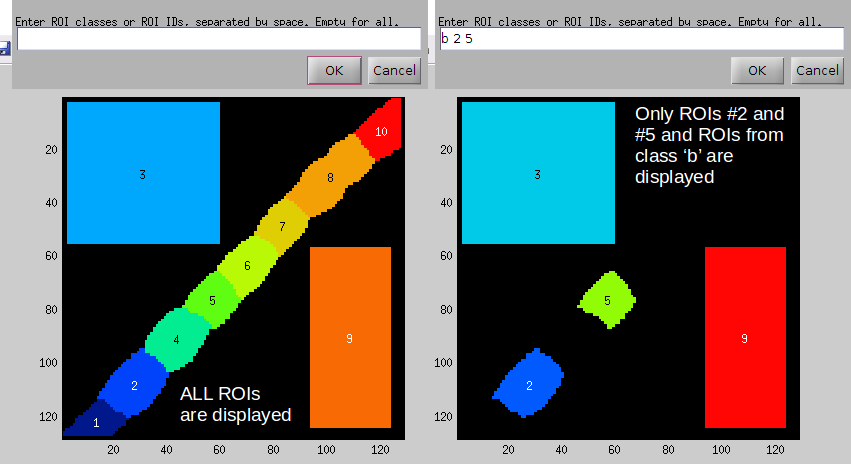 Enter ROI classes or ROI IDs, separated by space. Empty for all.
OK
Cancel
3
10
8
7
6
5
4
2
1
9
ALL ROIs
are displayed
20
40
60
80
100
120
20
40
60
80
100
120
Enter ROI classes or ROI IDs, separated by space. Empty for all.
b 2 5
OK
Cancel
Only ROIs #2 and
#5 and ROIs from
class ‘b’ are
displayed
3
5
2
9
20
40
60
80
100
120
20
40
60
80
100
120